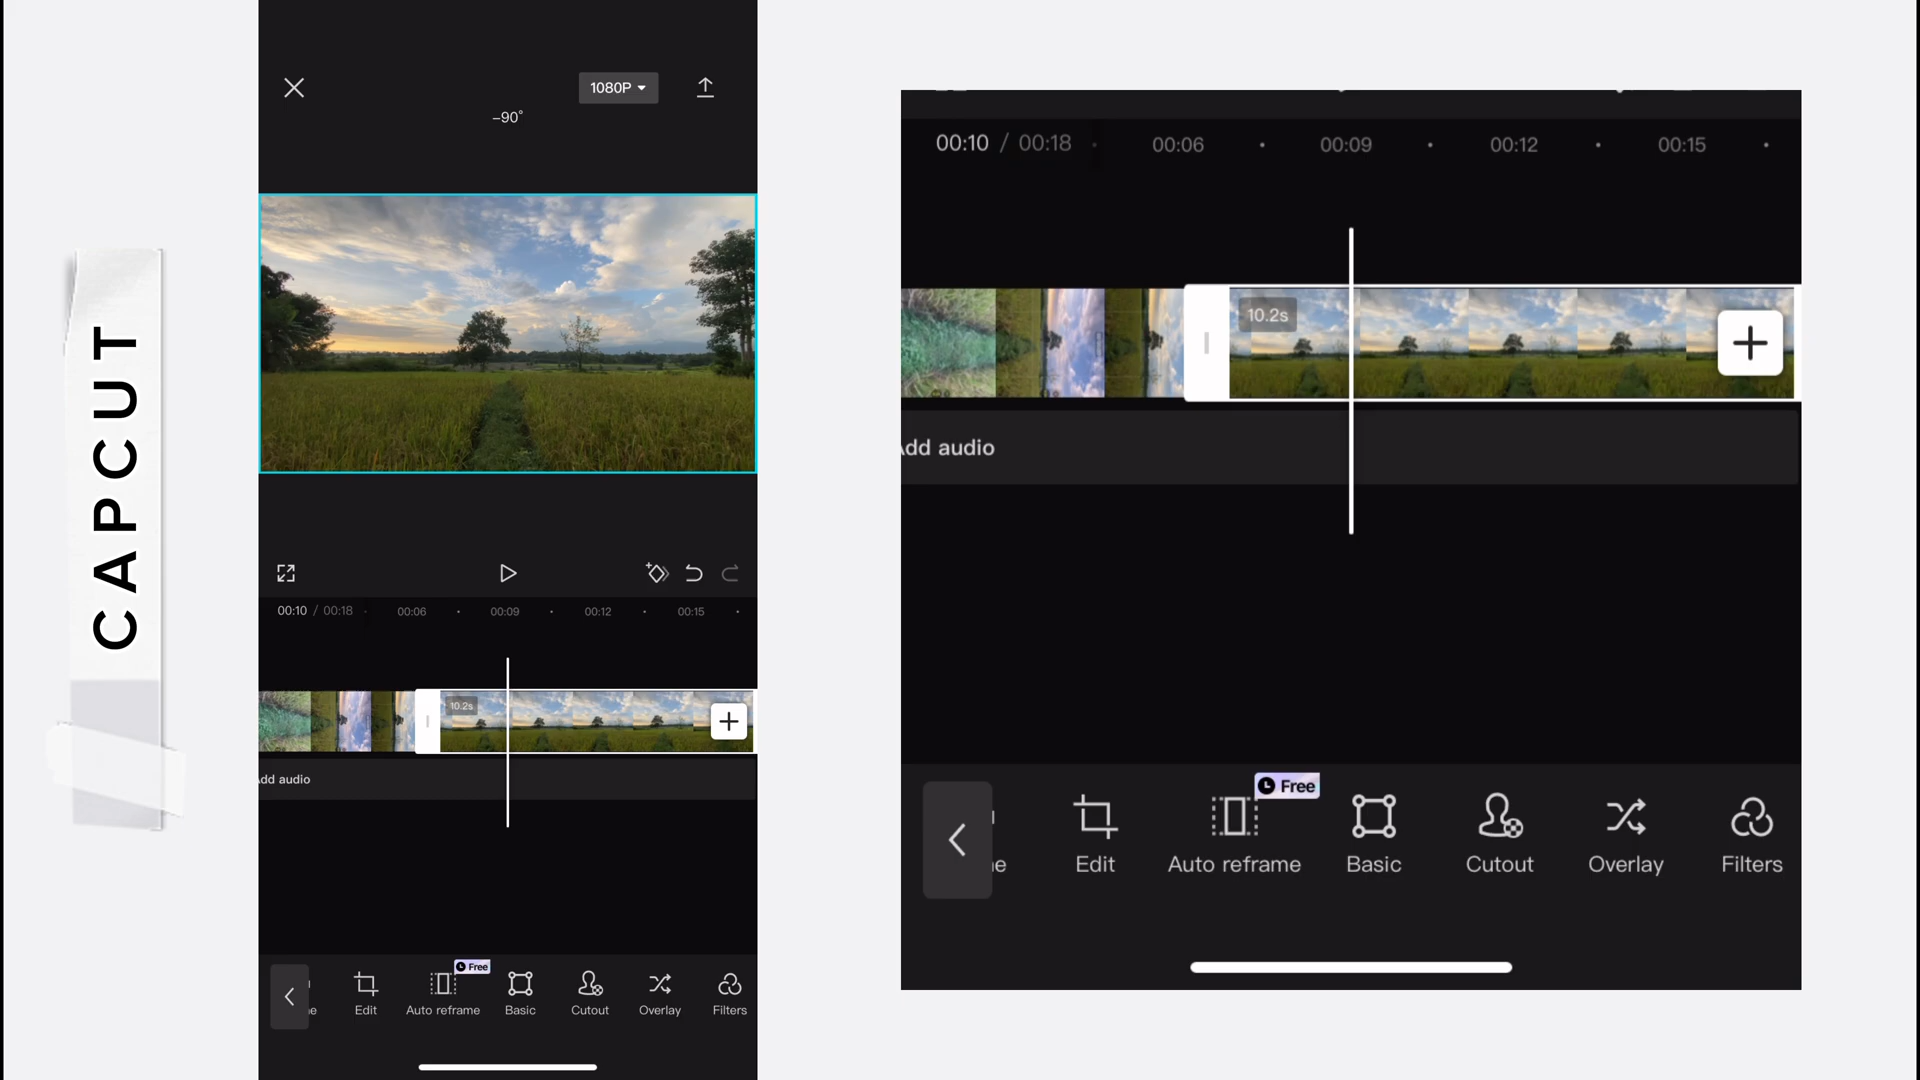 CAPCUT
1080P
-90°
00:10 / 00:18 00:06 00:09 00:12 00:15
10.2s
dd audio
Free
e Edit Auto reframe Basic Cutout Overlay Filters
00:10 / 00:18 00:06 00:09 00:12 00:15
10.2s
dd audio
Free
e Edit Auto reframe Basic Cutout Overlay Filters